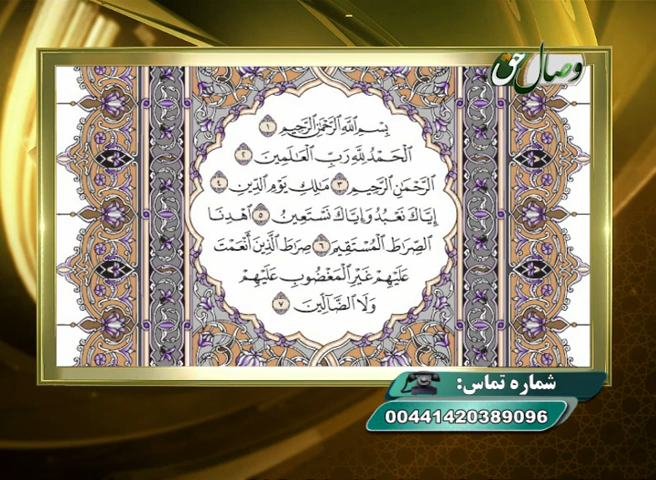 وصال حق
بِسْمِ اللَّهِ الرَّحْمَٰنِ الرَّحِيمِ ١
الْحَمْدُ لِلَّهِ رَبِّ الْعَالَمِينَ ٢
الرَّحْمَٰنِ الرَّحِيمِ ٣ مَالِكِ يَوْمِ الدِّينِ ٤
إِيَّاكَ نَعْبُدُ وَإِيَّاكَ نَسْتَعِينُ ٥ اهْدِنَا
الصِّرَاطَ الْمُسْتَقِيمَ ٦ صِرَاطَ الَّذِينَ أَنْعَمْتَ
عَلَيْهِمْ غَيْرِ الْمَغْضُوبِ عَلَيْهِمْ
وَلَا الضَّالِّينَ ٧
شماره تماس:
00441420389096